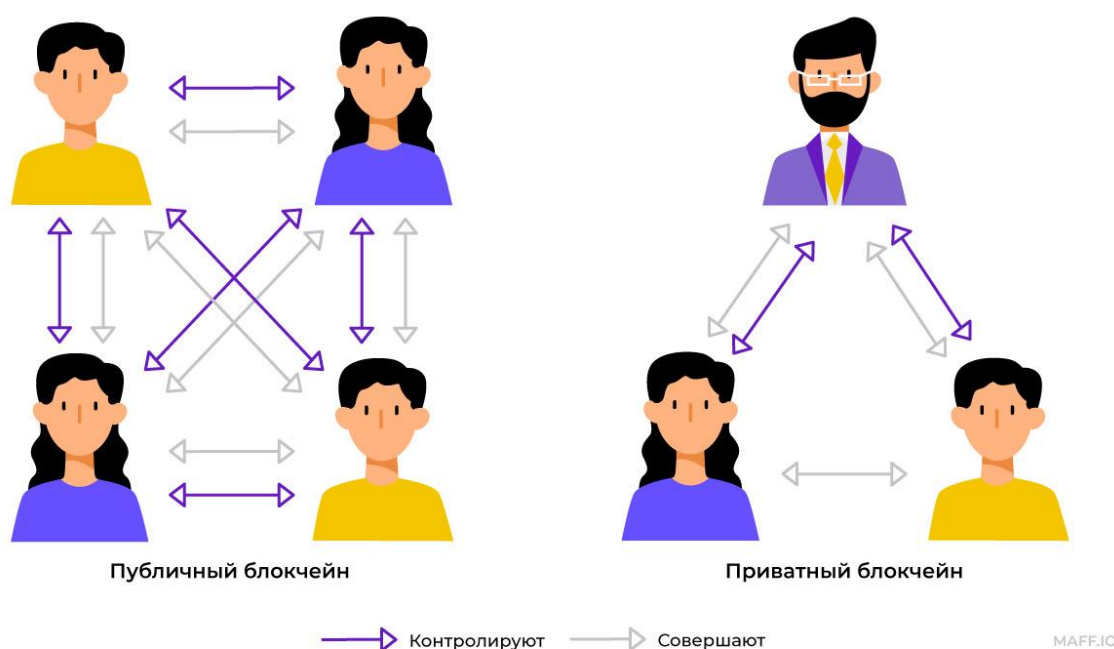 Публичный блокчейн
Приватный блокчейн
Контролируют
Совершают
MAFF.IO